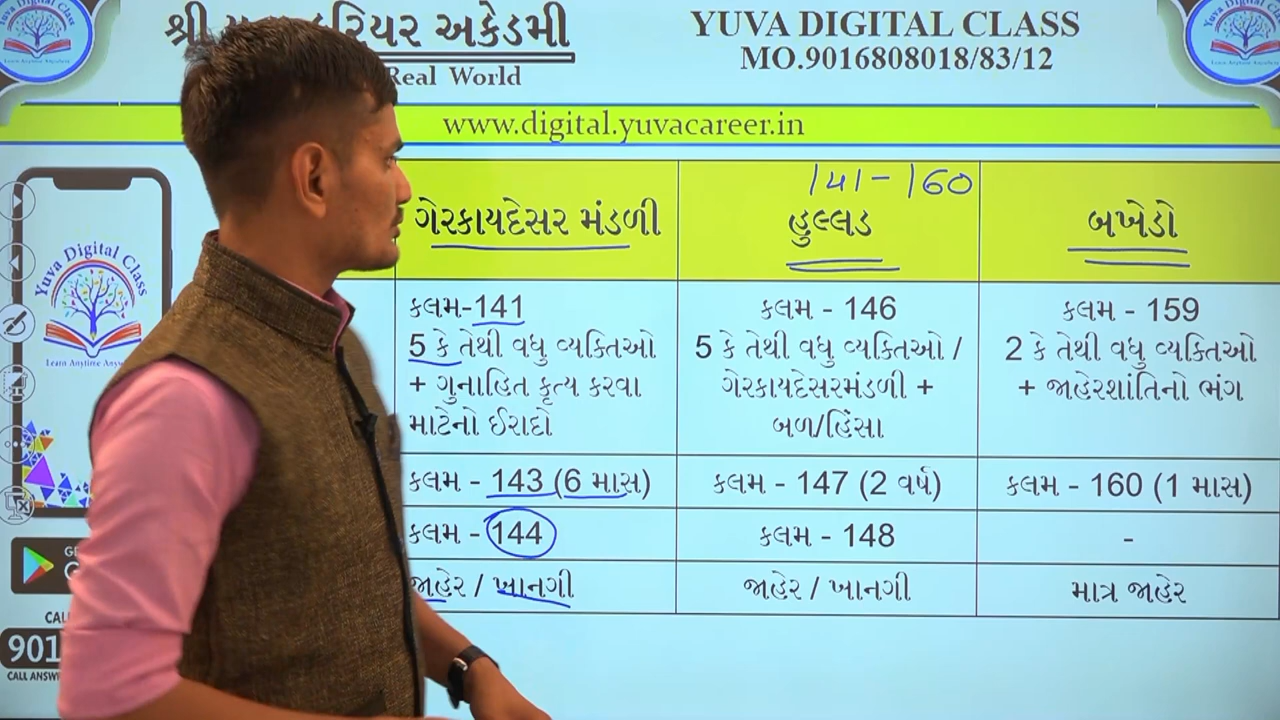 શ્રી અકેડમી
Real World
YUVA DIGITAL CLASS
MO.9016808018/83/12
www.digital.yuvacareer.in
Yuva Digital Class
141-160
ગેરકાયદેસર મંડળી
હુલ્લડ
બખેડો
કલમ-141
5 કે તેથી વધુ વ્યક્તિઓ
+ ગુનાહિત કૃત્ય કરવા
માટેનો ઈરાદો
કલમ - 146
5 કે તેથી વધુ વ્યક્તિઓ /
ગેરકાયદેસરમંડળી +
બળ/હિંસા
કલમ - 159
2 કે તેથી વધુ વ્યક્તિઓ
+ જાહેરશાંતિનો ભંગ
કલમ - 143 (6 માસ)
કલમ - 147 (2 વર્ષ)
કલમ - 160 (1 માસ)
કલમ - 144
કલમ - 148
-
જાહેર / ખાનગી
જાહેર / ખાનગી
માત્ર જાહેર
901